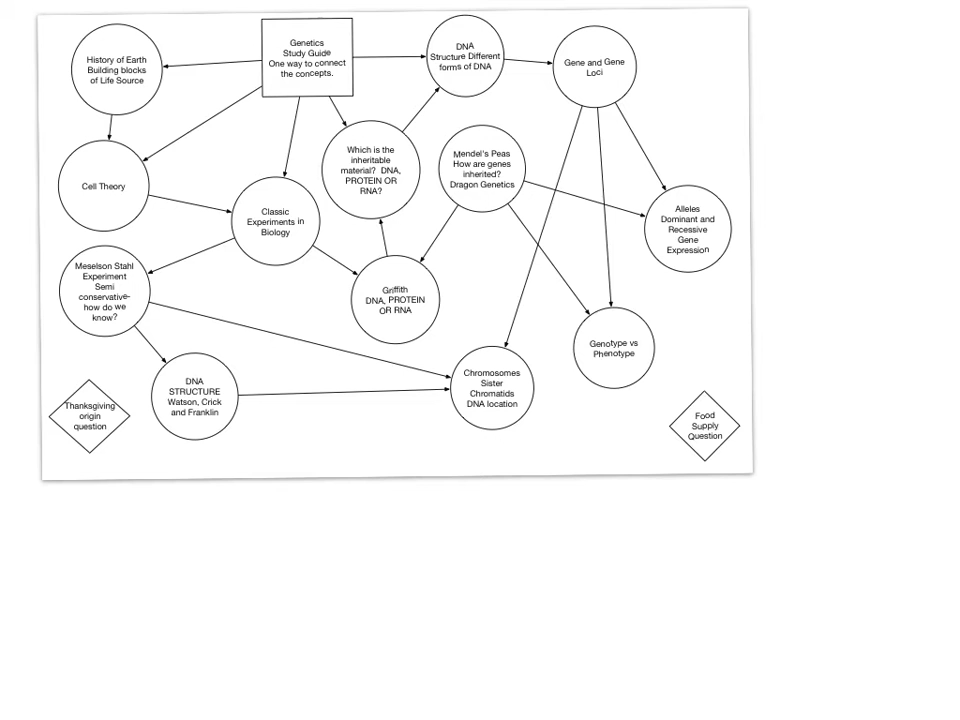 History of Earth
Building blocks
of Life Source
Genetics
Study Guide
One way to connect
the concepts.
DNA
Structure Different
forms of DNA
Gene and Gene
Loci
Cell Theory
Which is the
inheritable
material? DNA,
PROTEIN OR
RNA?
Mendel's Peas
How are genes
inherited?
Dragon Genetics
Classic
Experiments in
Biology
Alleles
Dominant and
Recessive
Gene
Expression
Meselson Stahl
Experiment
Semi
conservative-
how do we
know?
Griffith
DNA, PROTEIN
OR RNA
Genotype vs
Phenotype
DNA
STRUCTURE
Watson, Crick
and Franklin
Chromosomes
Sister
Chromatids
DNA location
Thanksgiving
origin
question
Food
Supply
Question